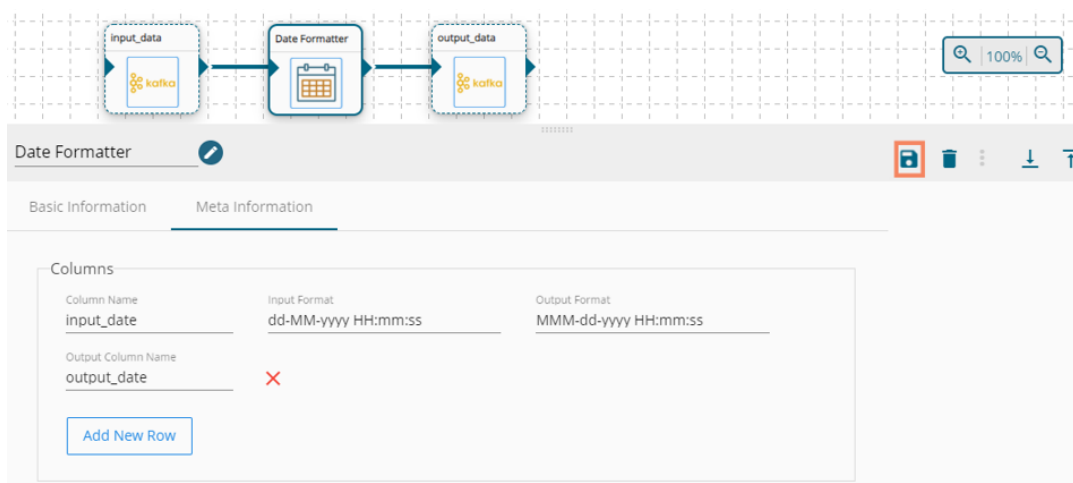 input_data
Date Formatter
output_data
kafka
kafka
100%
Date Formatter
Basic Information
Meta Information
Columns
Column Name
Input Format
Output Format
input_date
dd-MM-yyyy HH:mm:ss
MMM-dd-yyyy HH:mm:ss
Output Column Name
output_date
Add New Row